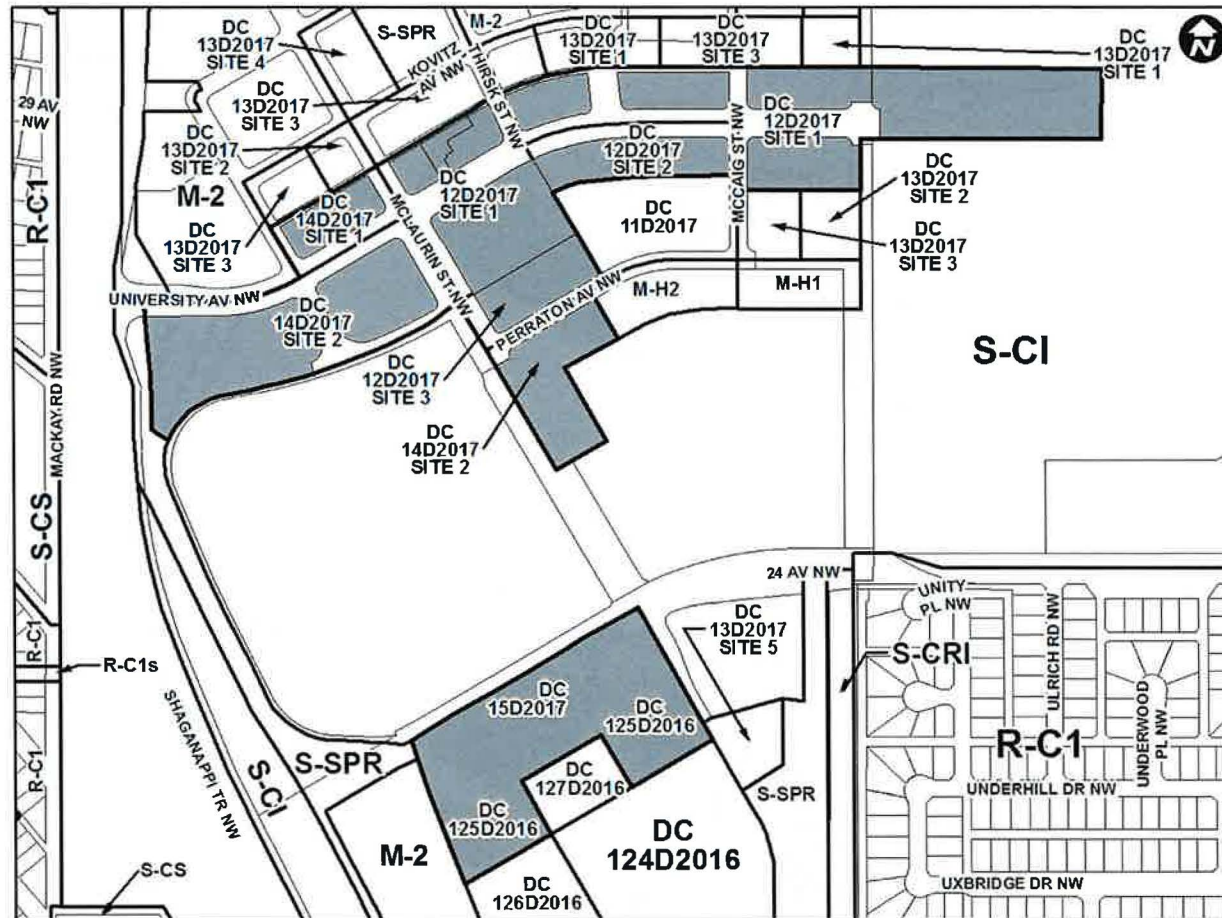 DC
13D2017
SITE 4
S-SPR
M-2
DC
13D2017
SITE 1
DC
13D2017
SITE 3
N
DC
13D2017
SITE 1
KOVITZ
AV NW
THIRSK ST NW
29 AV
NW
DC
13D2017
SITE 3
DC
13D2017
SITE 2
M-2
DC
13D2017
SITE 3
R-C1
DC
14D2017
SITE 1
DC
12D2017
SITE 1
DC
12D2017
SITE 2
MCCAIG ST NW
DC
12D2017
SITE 1
DC
13D2017
SITE 2
DC
11D2017
DC
13D2017
SITE 3
MCLAURIN ST NW
UNIVERSITY AV NW
DC
14D2017
SITE 2
PERRATON AV NW
M-H2
M-H1
S-CI
DC
12D2017
SITE 3
DC
14D2017
SITE 2
MACKAY RD NW
S-CS
24 AV NW
UNITY
PL NW
ULRICH RD NW
DC
13D2017
SITE 5
S-CRI
R-C1
R-C1s
UNDERWOOD
PL NW
R-C1
DC
15D2017
DC
125D2016
R-C1
SHAGANAPPI TR NW
S-CI
S-SPR
DC
127D2016
S-SPR
UNDERHILL DR NW
DC
125D2016
M-2
DC
124D2016
DC
126D2016
S-CS
UXBRIDGE DR NW